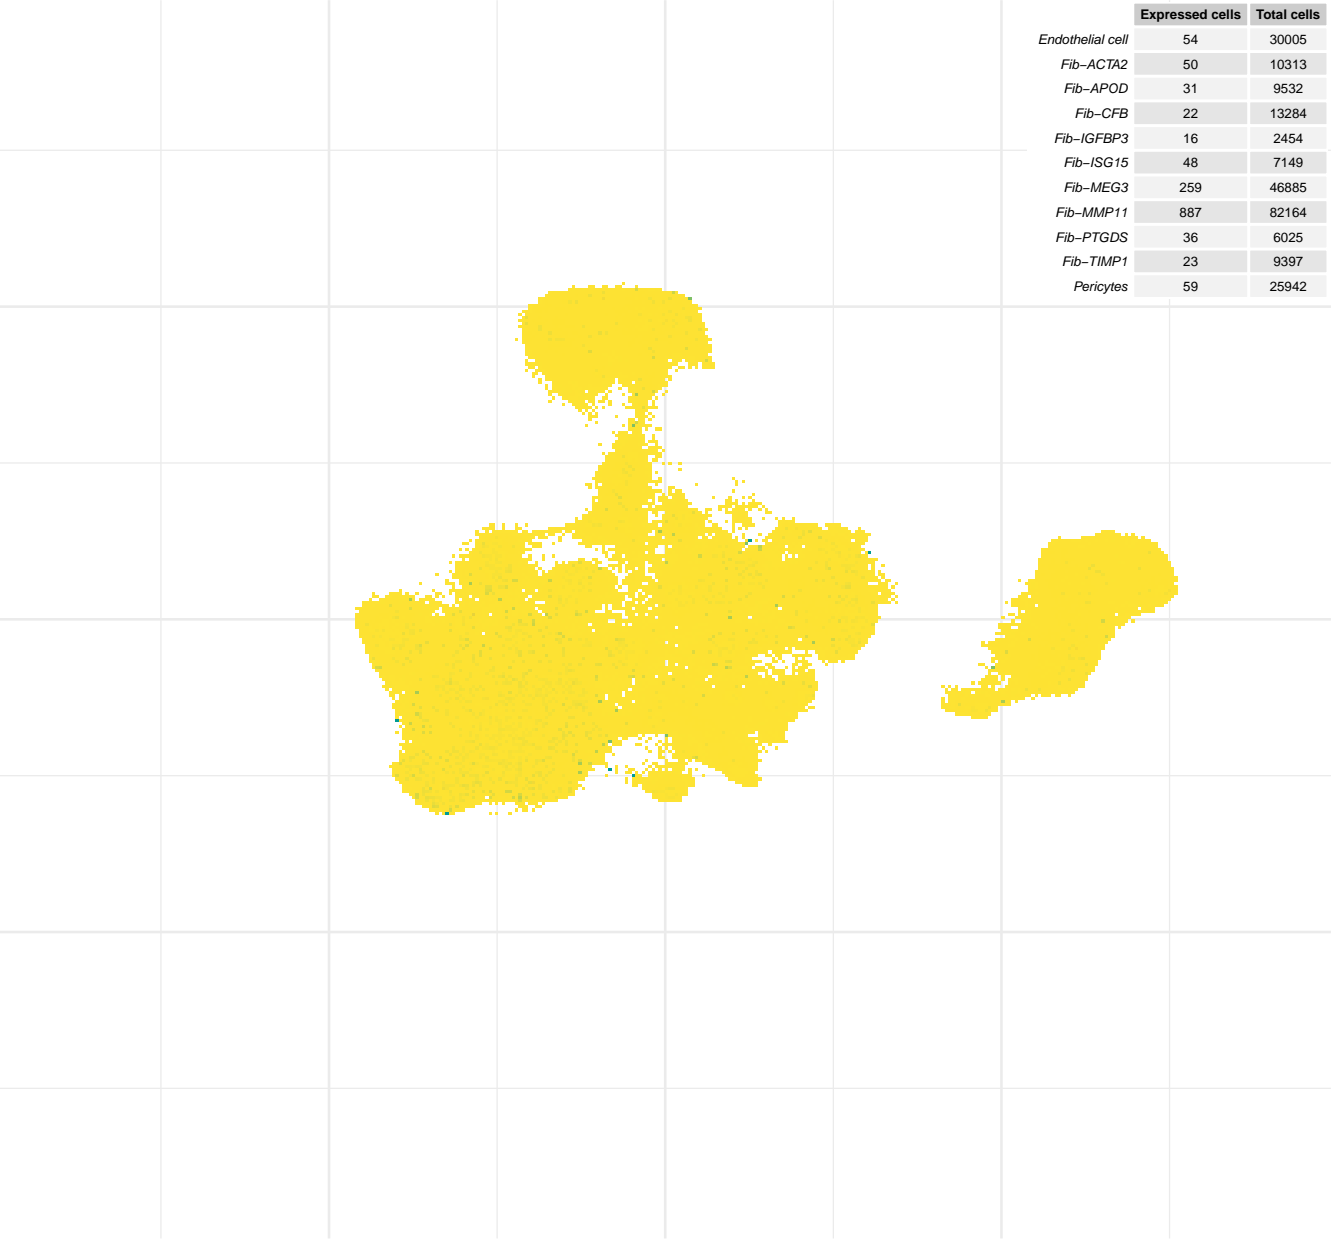 Expressed cells Total cells
Endothelial cell 54 30005
Fib−ACTA2 50 10313
Fib−APOD 31 9532
Fib−CFB 22 13284
Fib−IGFBP3 16 2454
Fib−ISG15 48 7149
Fib−MEG3 259 46885
Fib−MMP11 887 82164
Fib−PTGDS 36 6025
Fib−TIMP1 23 9397
Pericytes 59 25942